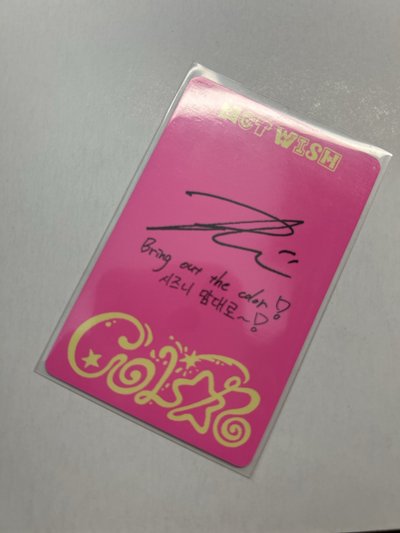 NCT WISH
Bring out the color!
시즈니 맘대로~!
COLOR